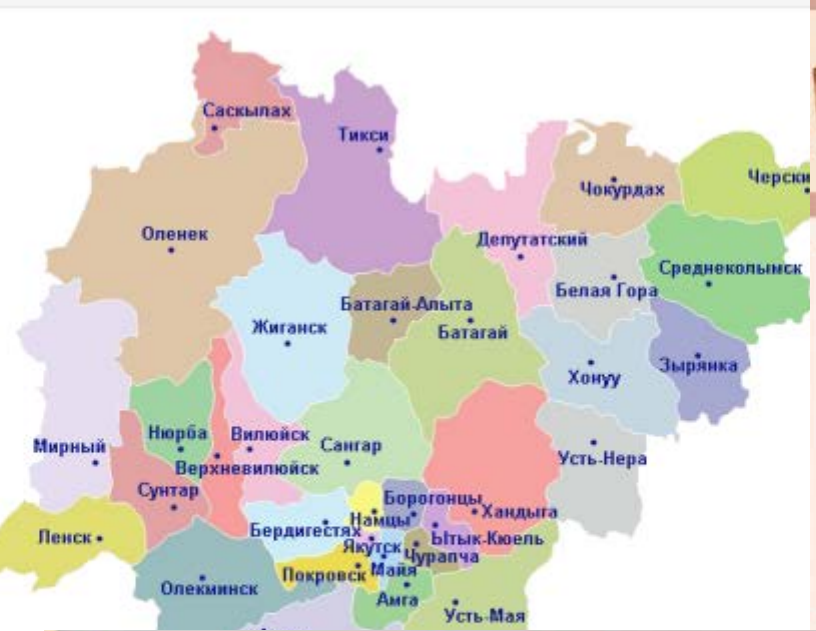 Саскылах
Тикси
Чокурдах
Черски
Оленек
Депутатский
Среднеколымск
Белая Гора
Батагай-Алыта
Жиганск
Батагай
Зырянка
Хонуу
Нюрба
Вилюйск
Мирный
Сангар
Усть-Нера
Верхневилюйск
Сунтар
Борогонцы
Хандыга
Намцы
Бердигестях
Ленск
Ытык-Кюель
Якутск
Чурапча
Покровск
Майя
Олекминск
Амга
Усть-Мая